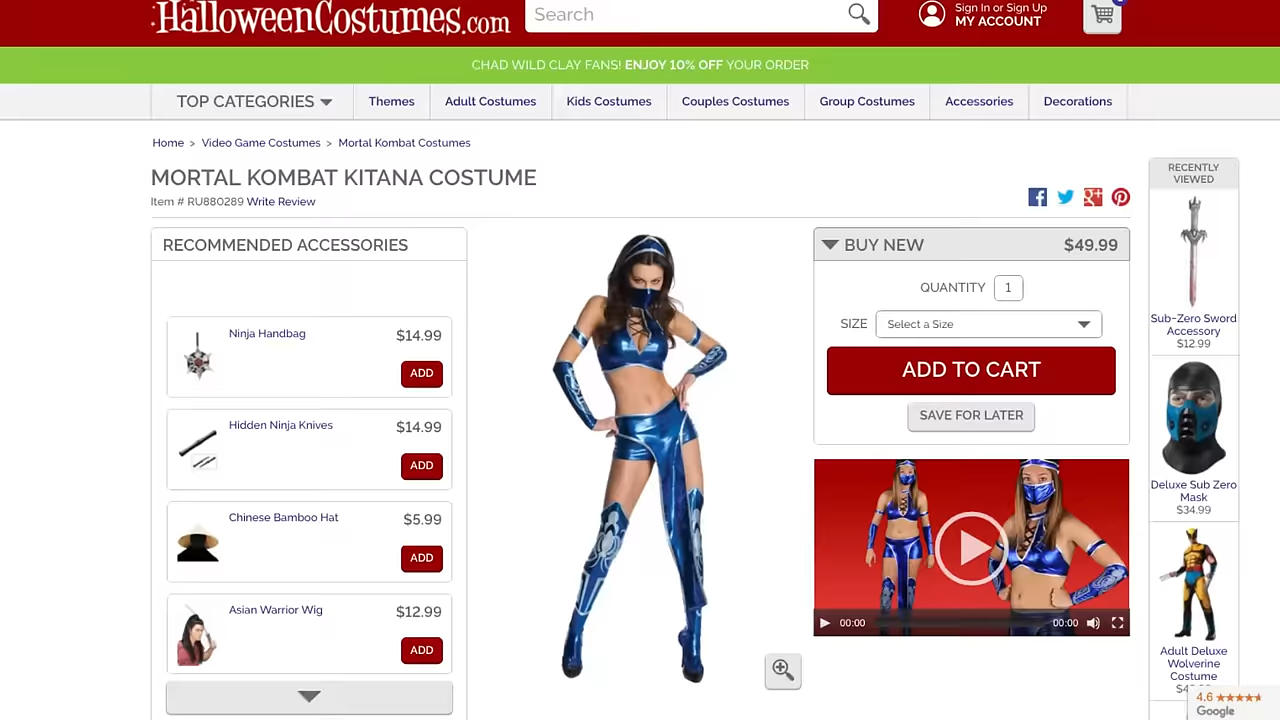 HalloweenCostumes.com
Search
Sign In or Sign Up
MY ACCOUNT
CHAD WILD CLAY FANS! ENJOY 10% OFF YOUR ORDER
TOP CATEGORIES
Themes
Adult Costumes
Kids Costumes
Couples Costumes
Group Costumes
Accessories
Decorations
Home > Video Game Costumes > Mortal Kombat Costumes
MORTAL KOMBAT KITANA COSTUME
Item # RU880289 Write Review
RECOMMENDED ACCESSORIES
Ninja Handbag
$14.99
ADD
Hidden Ninja Knives
$14.99
ADD
Chinese Bamboo Hat
$5.99
ADD
Asian Warrior Wig
$12.99
ADD
BUY NEW
$49.99
QUANTITY 1
SIZE Select a Size
ADD TO CART
SAVE FOR LATER
00:00
00:00
RECENTLY
VIEWED
Sub-Zero Sword
Accessory
$12.99
Deluxe Sub Zero
Mask
$34.99
Adult Deluxe
Wolverine
Costume
4.6
Google